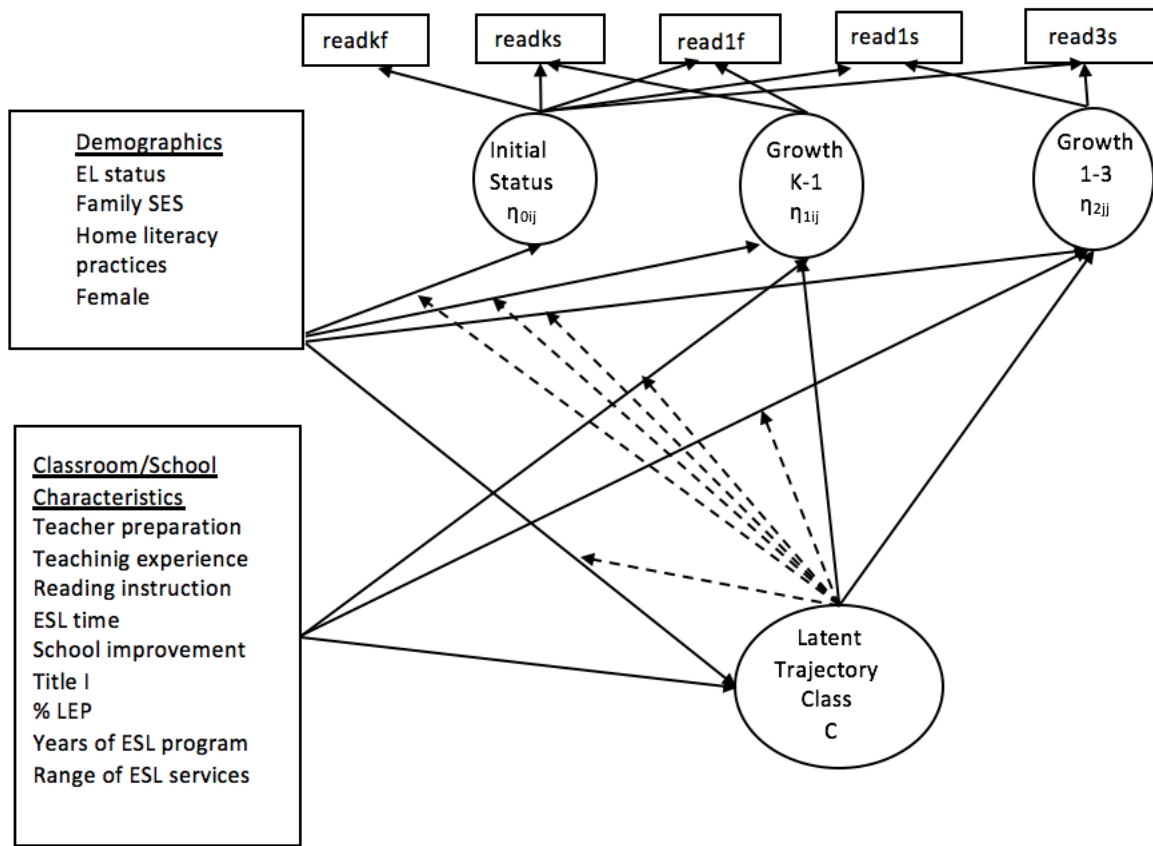 readkf
readks
read1f
read1s
read3s
Demographics
EL status
Family SES
Home literacy
practices
Female
Initial
Status
η0ij
Growth
K-1
η1ij
Growth
1-3
η2jj
Classroom/School
Characteristics
Teacher preparation
Teachinig experience
Reading instruction
ESL time
School improvement
Title I
% LEP
Years of ESL program
Range of ESL services
Latent
Trajectory
Class
C